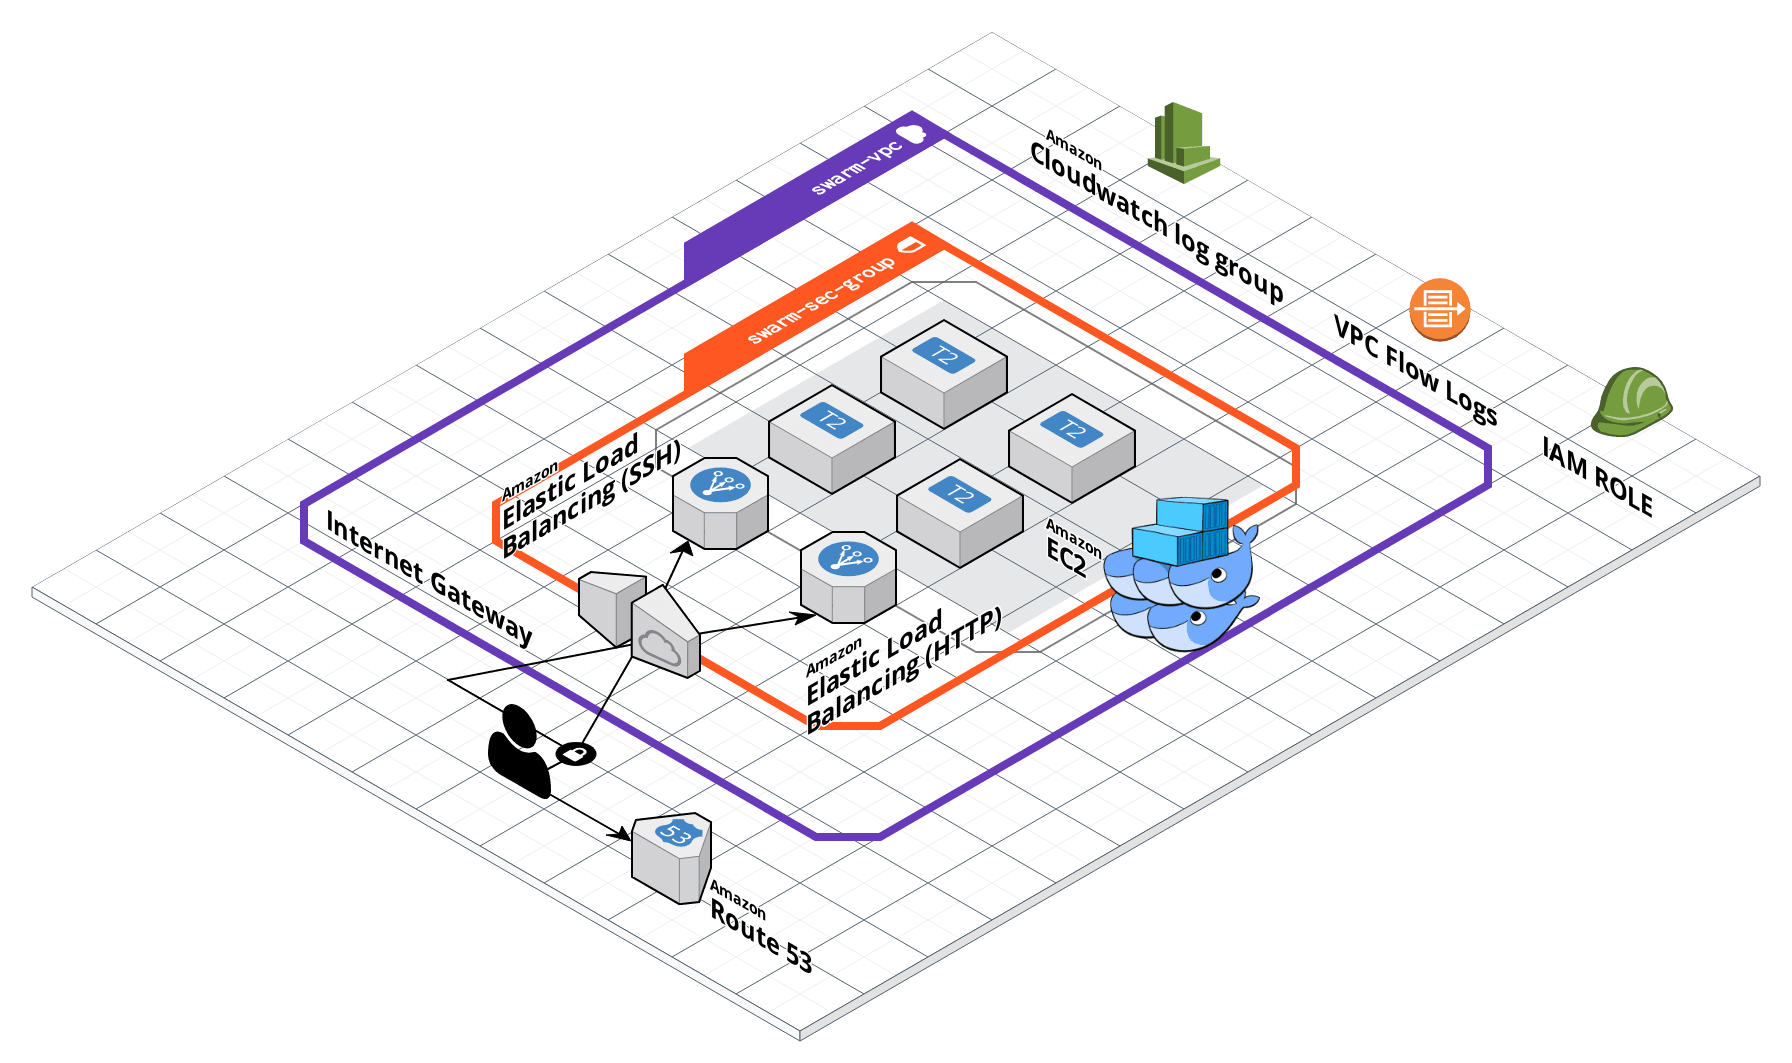 swarm-vpc
Amazon
Cloudwatch log group
swarm-sec-group
VPC Flow Logs
IAM ROLE
T2
T2
T2
T2
Amazon
Elastic Load
Balancing (SSH)
Internet Gateway
Amazon
EC2
Amazon
Elastic Load
Balancing (HTTP)
53
Amazon
Route 53